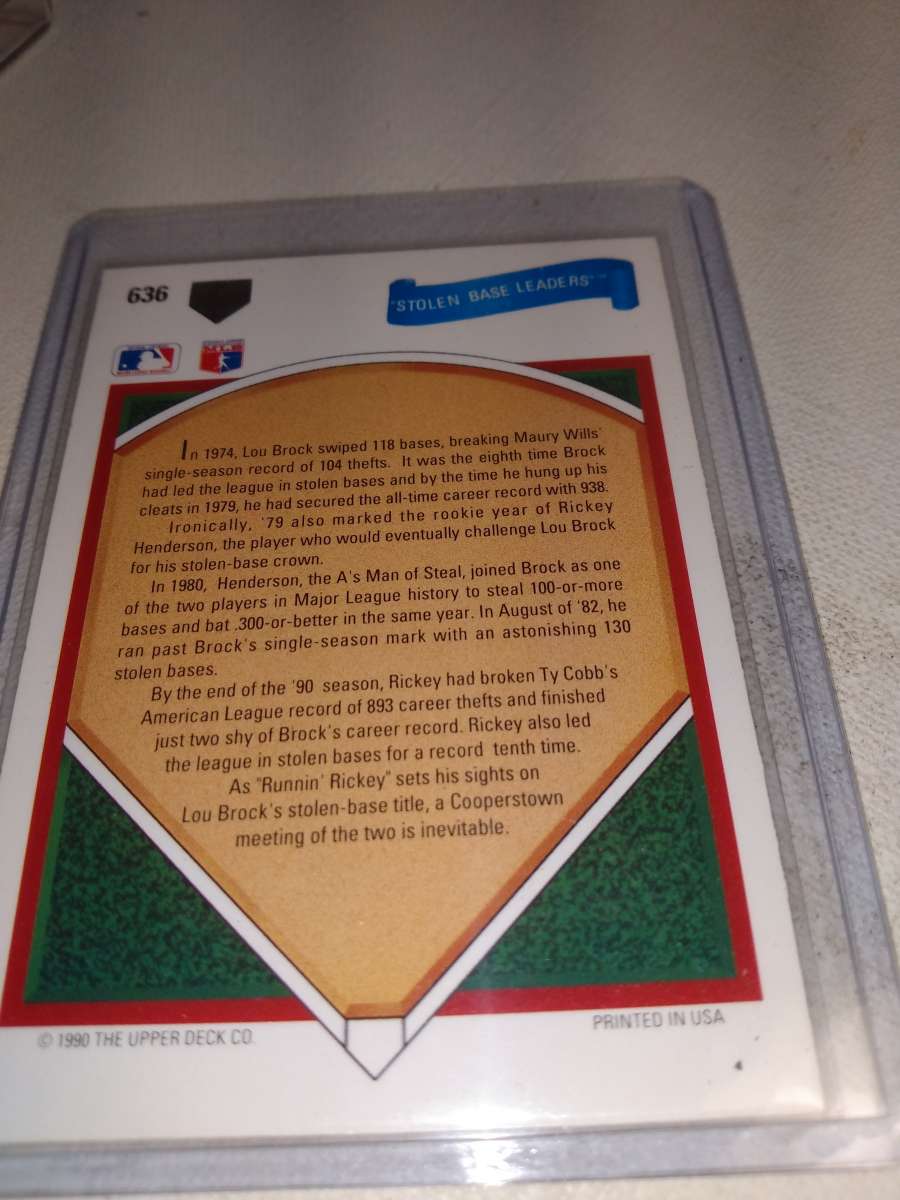 636
"STOLEN BASE LEADERS"™
In 1974, Lou Brock swiped 118 bases, breaking Maury Wills'
single-season record of 104 thefts. It was the eighth time Brock
had led the league in stolen bases and by the time he hung up his
cleats in 1979, he had secured the all-time career record with 938.
Ironically, '79 also marked the rookie year of Rickey
Henderson, the player who would eventually challenge Lou Brock
for his stolen-base crown.
In 1980, Henderson, the A's Man of Steal, joined Brock as one
of the two players in Major League history to steal 100-or-more
bases and bat .300-or-better in the same year. In August of '82, he
ran past Brock's single-season mark with an astonishing 130
stolen bases.
By the end of the '90 season, Rickey had broken Ty Cobb's
American League record of 893 career thefts and finished
just two shy of Brock's career record. Rickey also led
the league in stolen bases for a record tenth time.
As "Runnin' Rickey" sets his sights on
Lou Brock's stolen-base title, a Cooperstown
meeting of the two is inevitable.
© 1990 THE UPPER DECK CO.
PRINTED IN USA